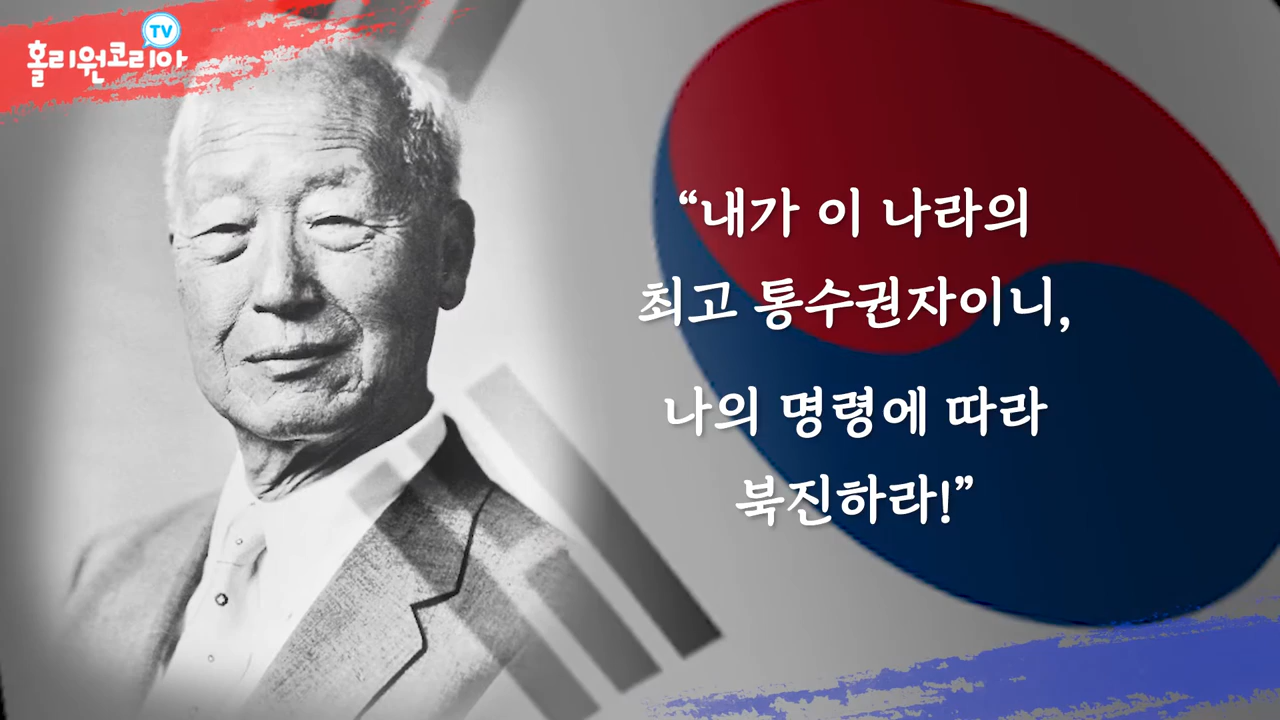 TV
홀리원코리아
“내가 이 나라의
최고 통수권자이니,
나의 명령에 따라
북진하라!”